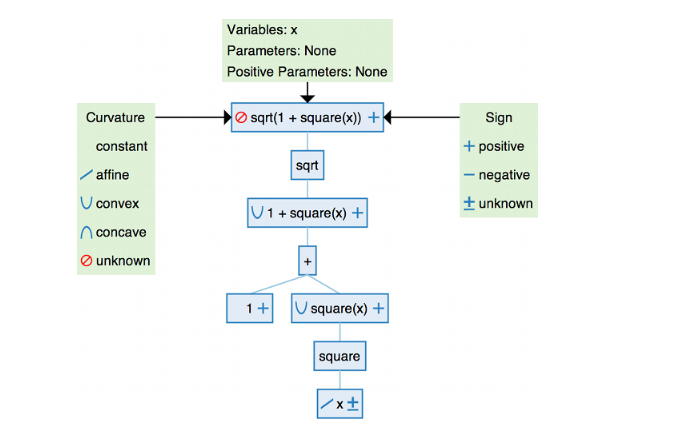 Variables: x
Parameters: None
Positive Parameters: None
Curvature
constant
affine
convex
concave
unknown
sqrt(1 + square(x)) +
Sign
+ positive
− negative
± unknown
sqrt
1 + square(x) +
+
1 +
square(x) +
square
x ±